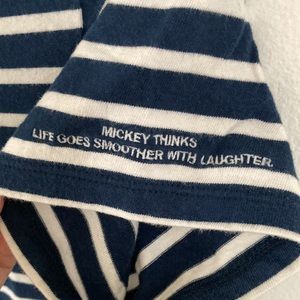 MICKEY THINKS
LIFE GOES SMOOTHER WITH LAUGHTER.